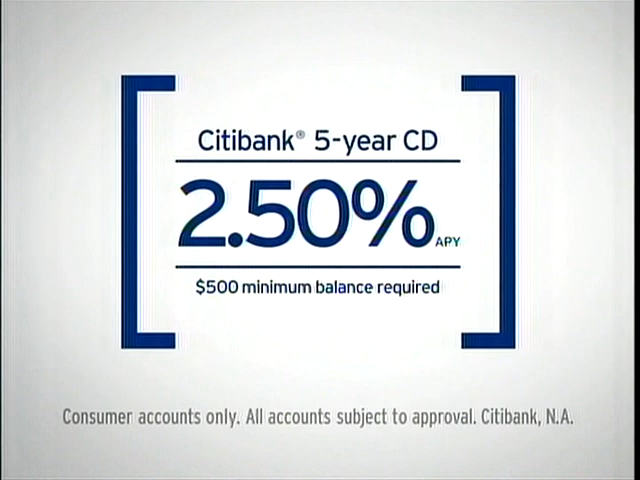 Citibank® 5-year CD
2.50% APY
$500 minimum balance required
Consumer accounts only. All accounts subject to approval. Citibank, N.A.